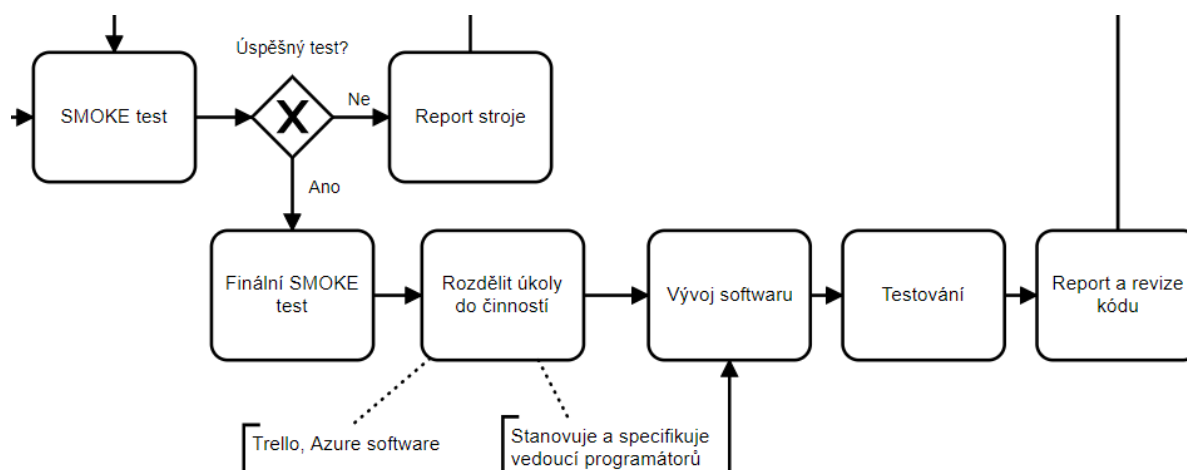 Úspěšný test?
SMOKE test
Ne
Report stroje
Ano
Finální SMOKE
test
Rozdělit úkoly
do činností
Vývoj softwaru
Testování
Report a revize
kódu
Trello, Azure software
Stanovuje a specifikuje
vedoucí programátorů